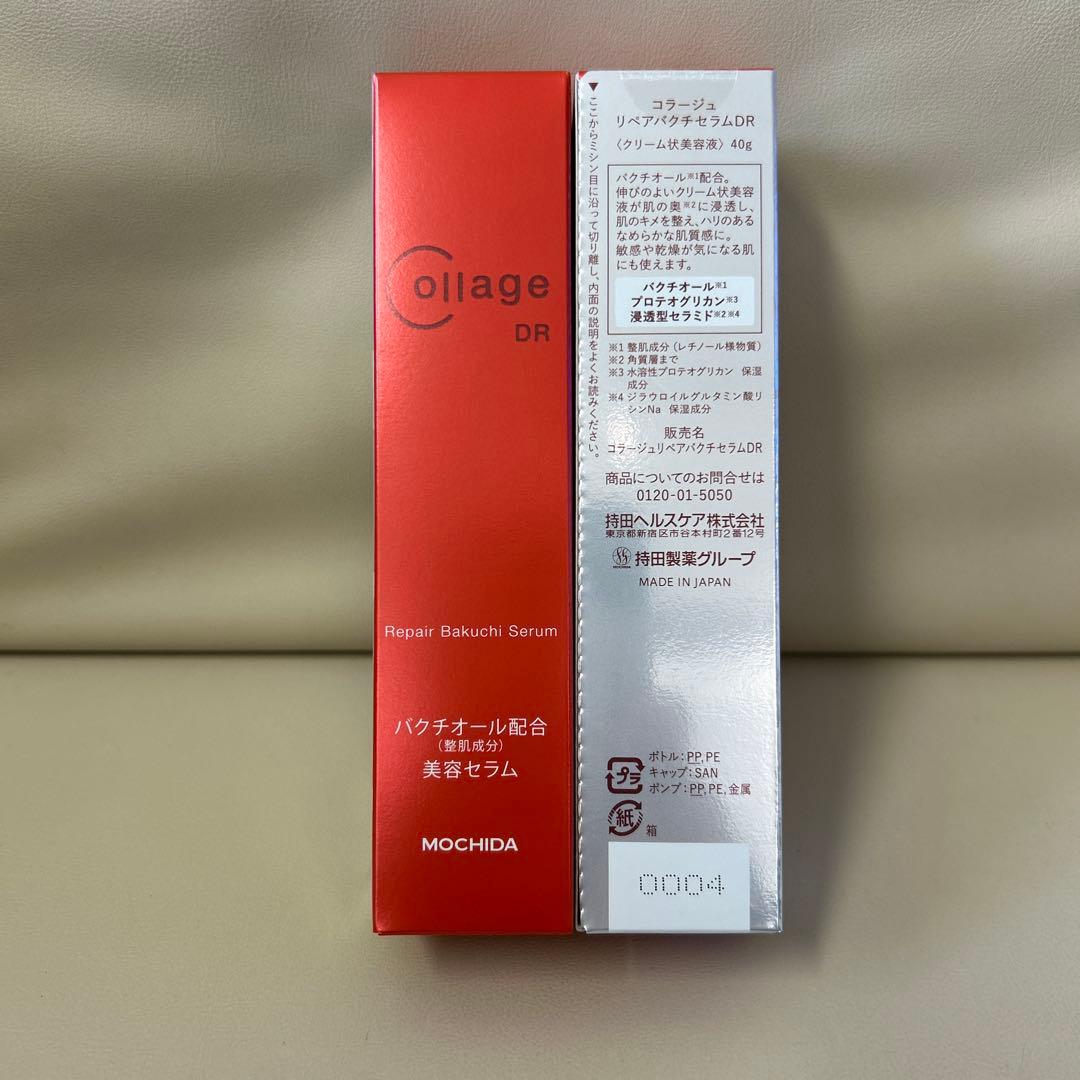 Collage
DR
Repair Bakuchi Serum
バクチオール配合
(整肌成分)
美容セラム
MOCHIDA
▼ここからミシン目に沿って切り離し、内面の説明をよくお読みください。
コラージュ
リペアバクチセラムDR
〈クリーム状美容液〉 40g
バクチオール※1配合。
伸びのよいクリーム状美容
液が肌の奥※2に浸透し、
肌のキメを整え、ハリのある
なめらかな肌質感に。
敏感や乾燥が気になる肌
にも使えます。
バクチオール※1
プロテオグリカン※3
浸透型セラミド※2※4
※1 整肌成分(レチノール様物質)
※2 角質層まで
※3 水溶性プロテオグリカン 保湿
成分
※4 ジラウロイルグルタミン酸リ
シンNa 保湿成分
販売名
コラージュリペアバクチセラムDR
商品についてのお問合せは
0120-01-5050
持田ヘルスケア株式会社
東京都新宿区市谷本村町2番12号
MOCHIDA 持田製薬グループ
MADE IN JAPAN
プラ
ボトル:PP,PE
キャップ:SAN
ポンプ:PP,PE,金属
紙 箱
0004